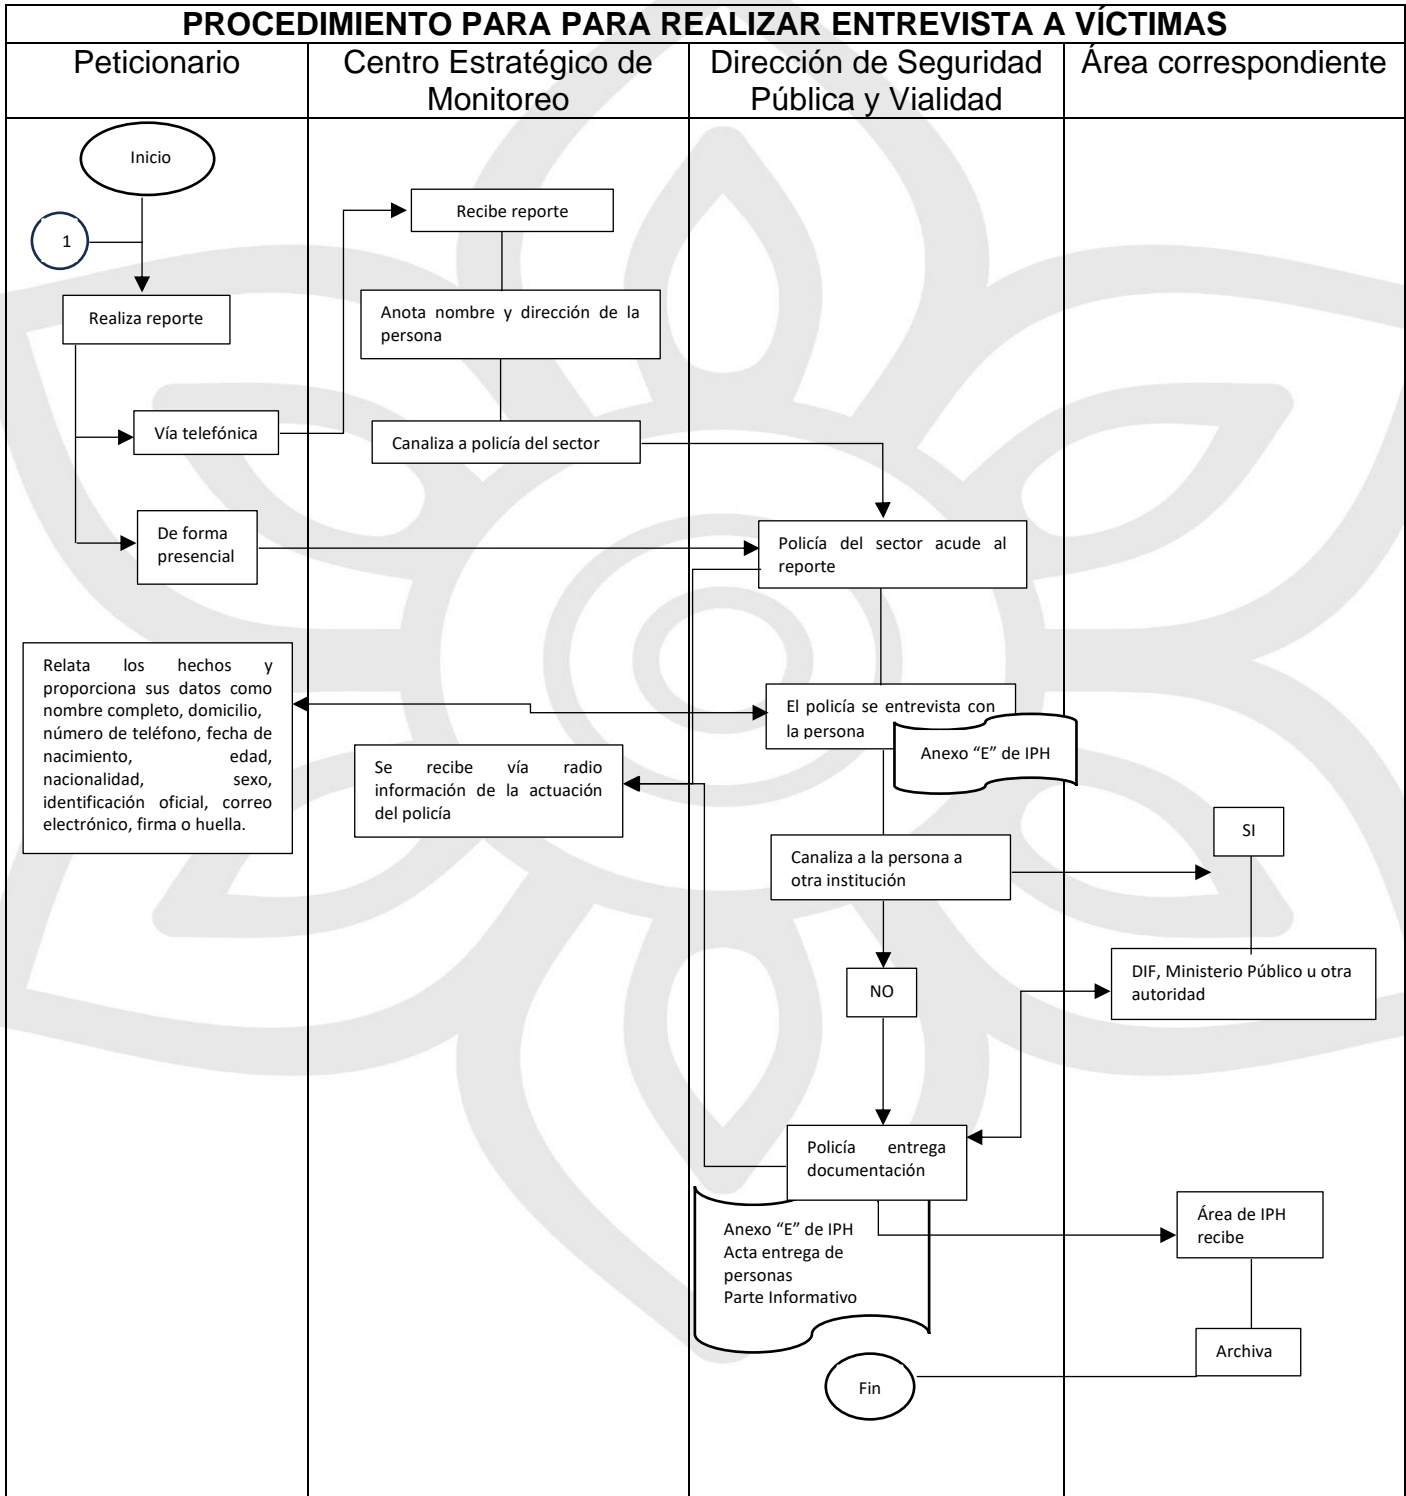 PROCEDIMIENTO PARA PARA REALIZAR ENTREVISTA A VÍCTIMAS
Peticionario
Centro Estratégico de
Monitoreo
Dirección de Seguridad
Pública y Vialidad
Área correspondiente
Inicio
1
Realiza reporte
Vía telefónica
De forma
presencial
Recibe reporte
Anota nombre y dirección de la
persona
Canaliza a policía del sector
Policía del sector acude al
reporte
Relata los hechos y
proporciona sus datos como
nombre completo, domicilio,
número de teléfono, fecha de
nacimiento, edad,
nacionalidad, sexo,
identificación oficial, correo
electrónico, firma o huella.
El policía se entrevista con
la persona
Anexo “E” de IPH
Se recibe vía radio
información de la actuación
del policía
Canaliza a la persona a
otra institución
SI
DIF, Ministerio Público u otra
autoridad
NO
Policía entrega
documentación
Anexo “E” de IPH
Acta entrega de
personas
Parte Informativo
Área de IPH
recibe
Archiva
Fin